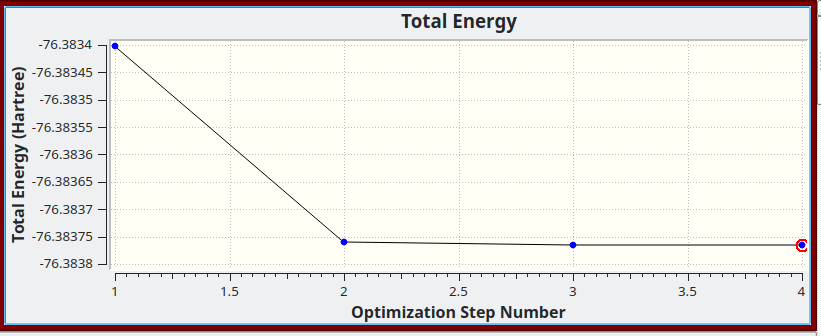 Total Energy
Total Energy (Hartree)
-76.3834
-76.38345
-76.3835
-76.38355
-76.3836
-76.38365
-76.3837
-76.38375
-76.3838
1 1.5 2 2.5 3 3.5 4
Optimization Step Number